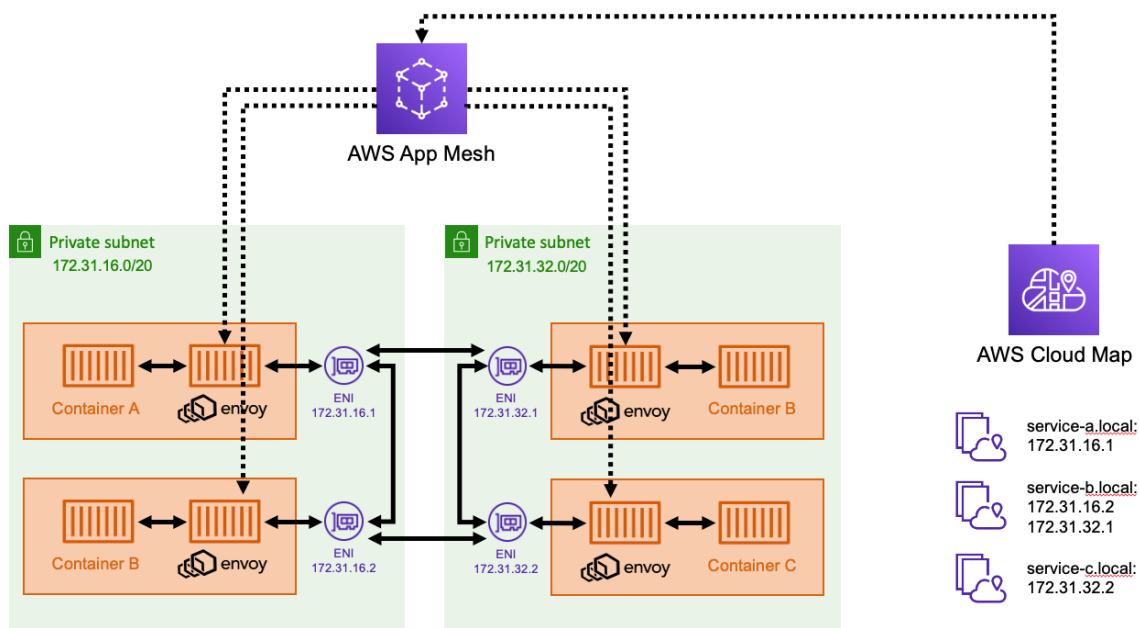 AWS App Mesh
Private subnet
172.31.16.0/20
Private subnet
172.31.32.0/20
Container A
envoy
ENI
172.31.16.1
ENI
172.31.32.1
envoy
Container B
Container B
envoy
ENI
172.31.16.2
ENI
172.31.32.2
envoy
Container C
AWS Cloud Map
service-a.local:
172.31.16.1
service-b.local:
172.31.16.2
172.31.32.1
service-c.local:
172.31.32.2